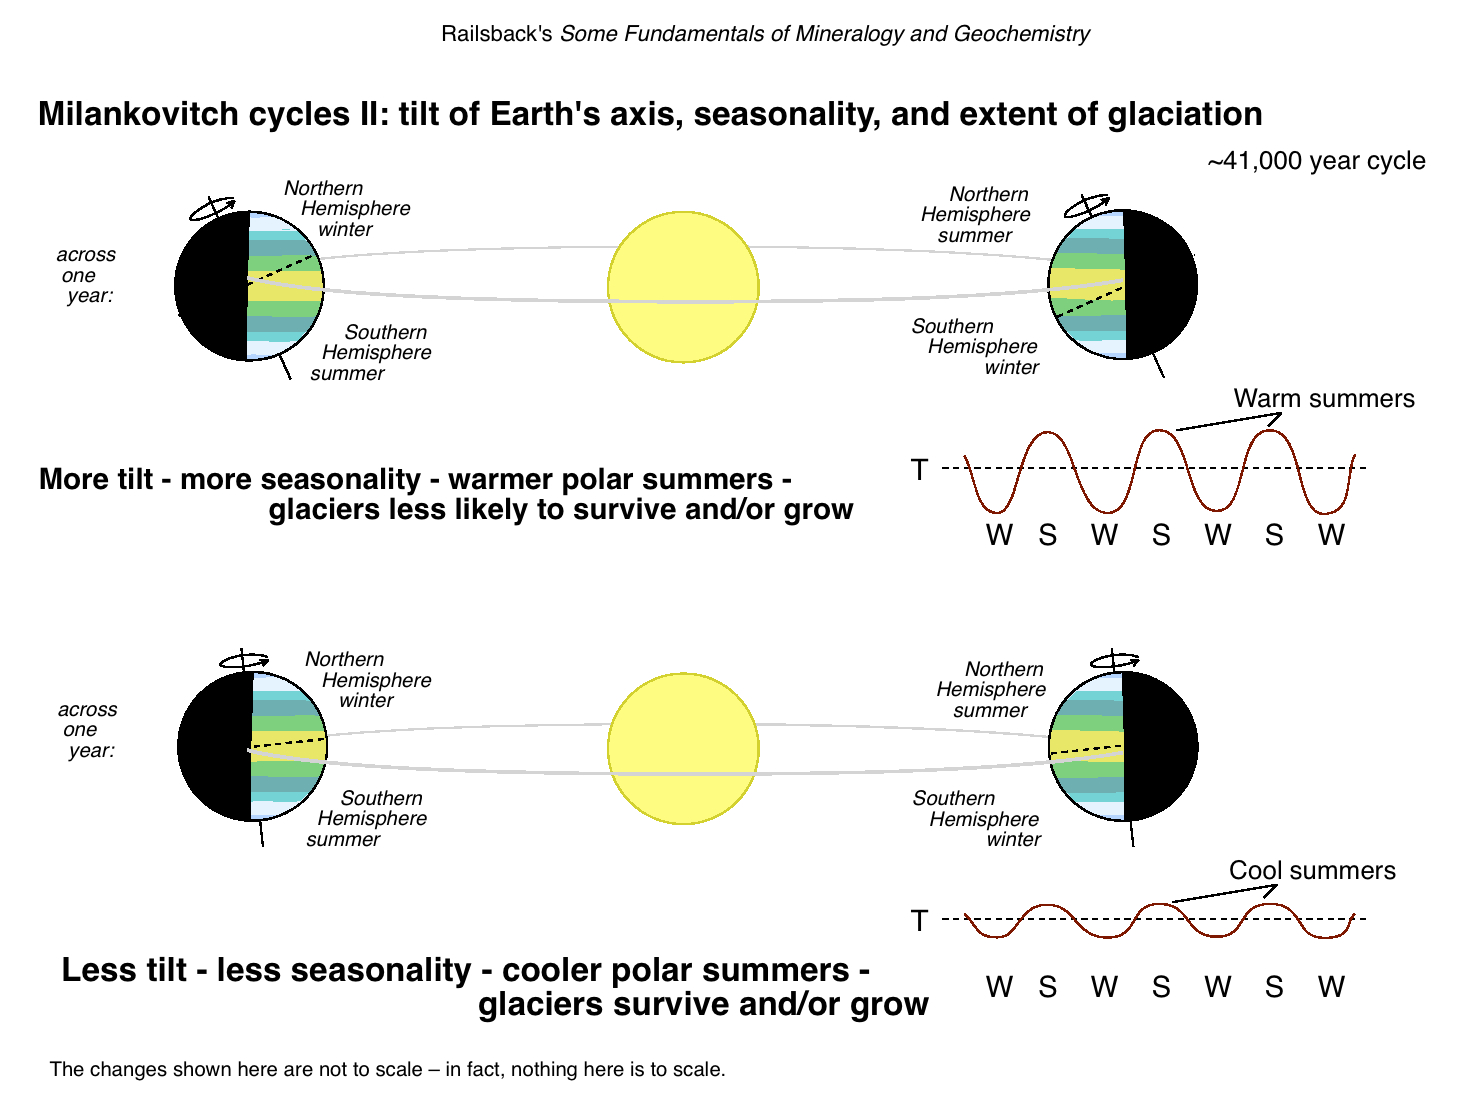 Railsback's Some Fundamentals of Mineralogy and Geochemistry
Milankovitch cycles II: tilt of Earth's axis, seasonality, and extent of glaciation
~41,000 year cycle
across
one
year:
Northern
Hemisphere
winter
Southern
Hemisphere
summer
Northern
Hemisphere
summer
Southern
Hemisphere
winter
Warm summers
T
W S W S W S W
More tilt - more seasonality - warmer polar summers -
glaciers less likely to survive and/or grow
across
one
year:
Northern
Hemisphere
winter
Southern
Hemisphere
summer
Northern
Hemisphere
summer
Southern
Hemisphere
winter
Cool summers
T
W S W S W S W
Less tilt - less seasonality - cooler polar summers -
glaciers survive and/or grow
The changes shown here are not to scale – in fact, nothing here is to scale.